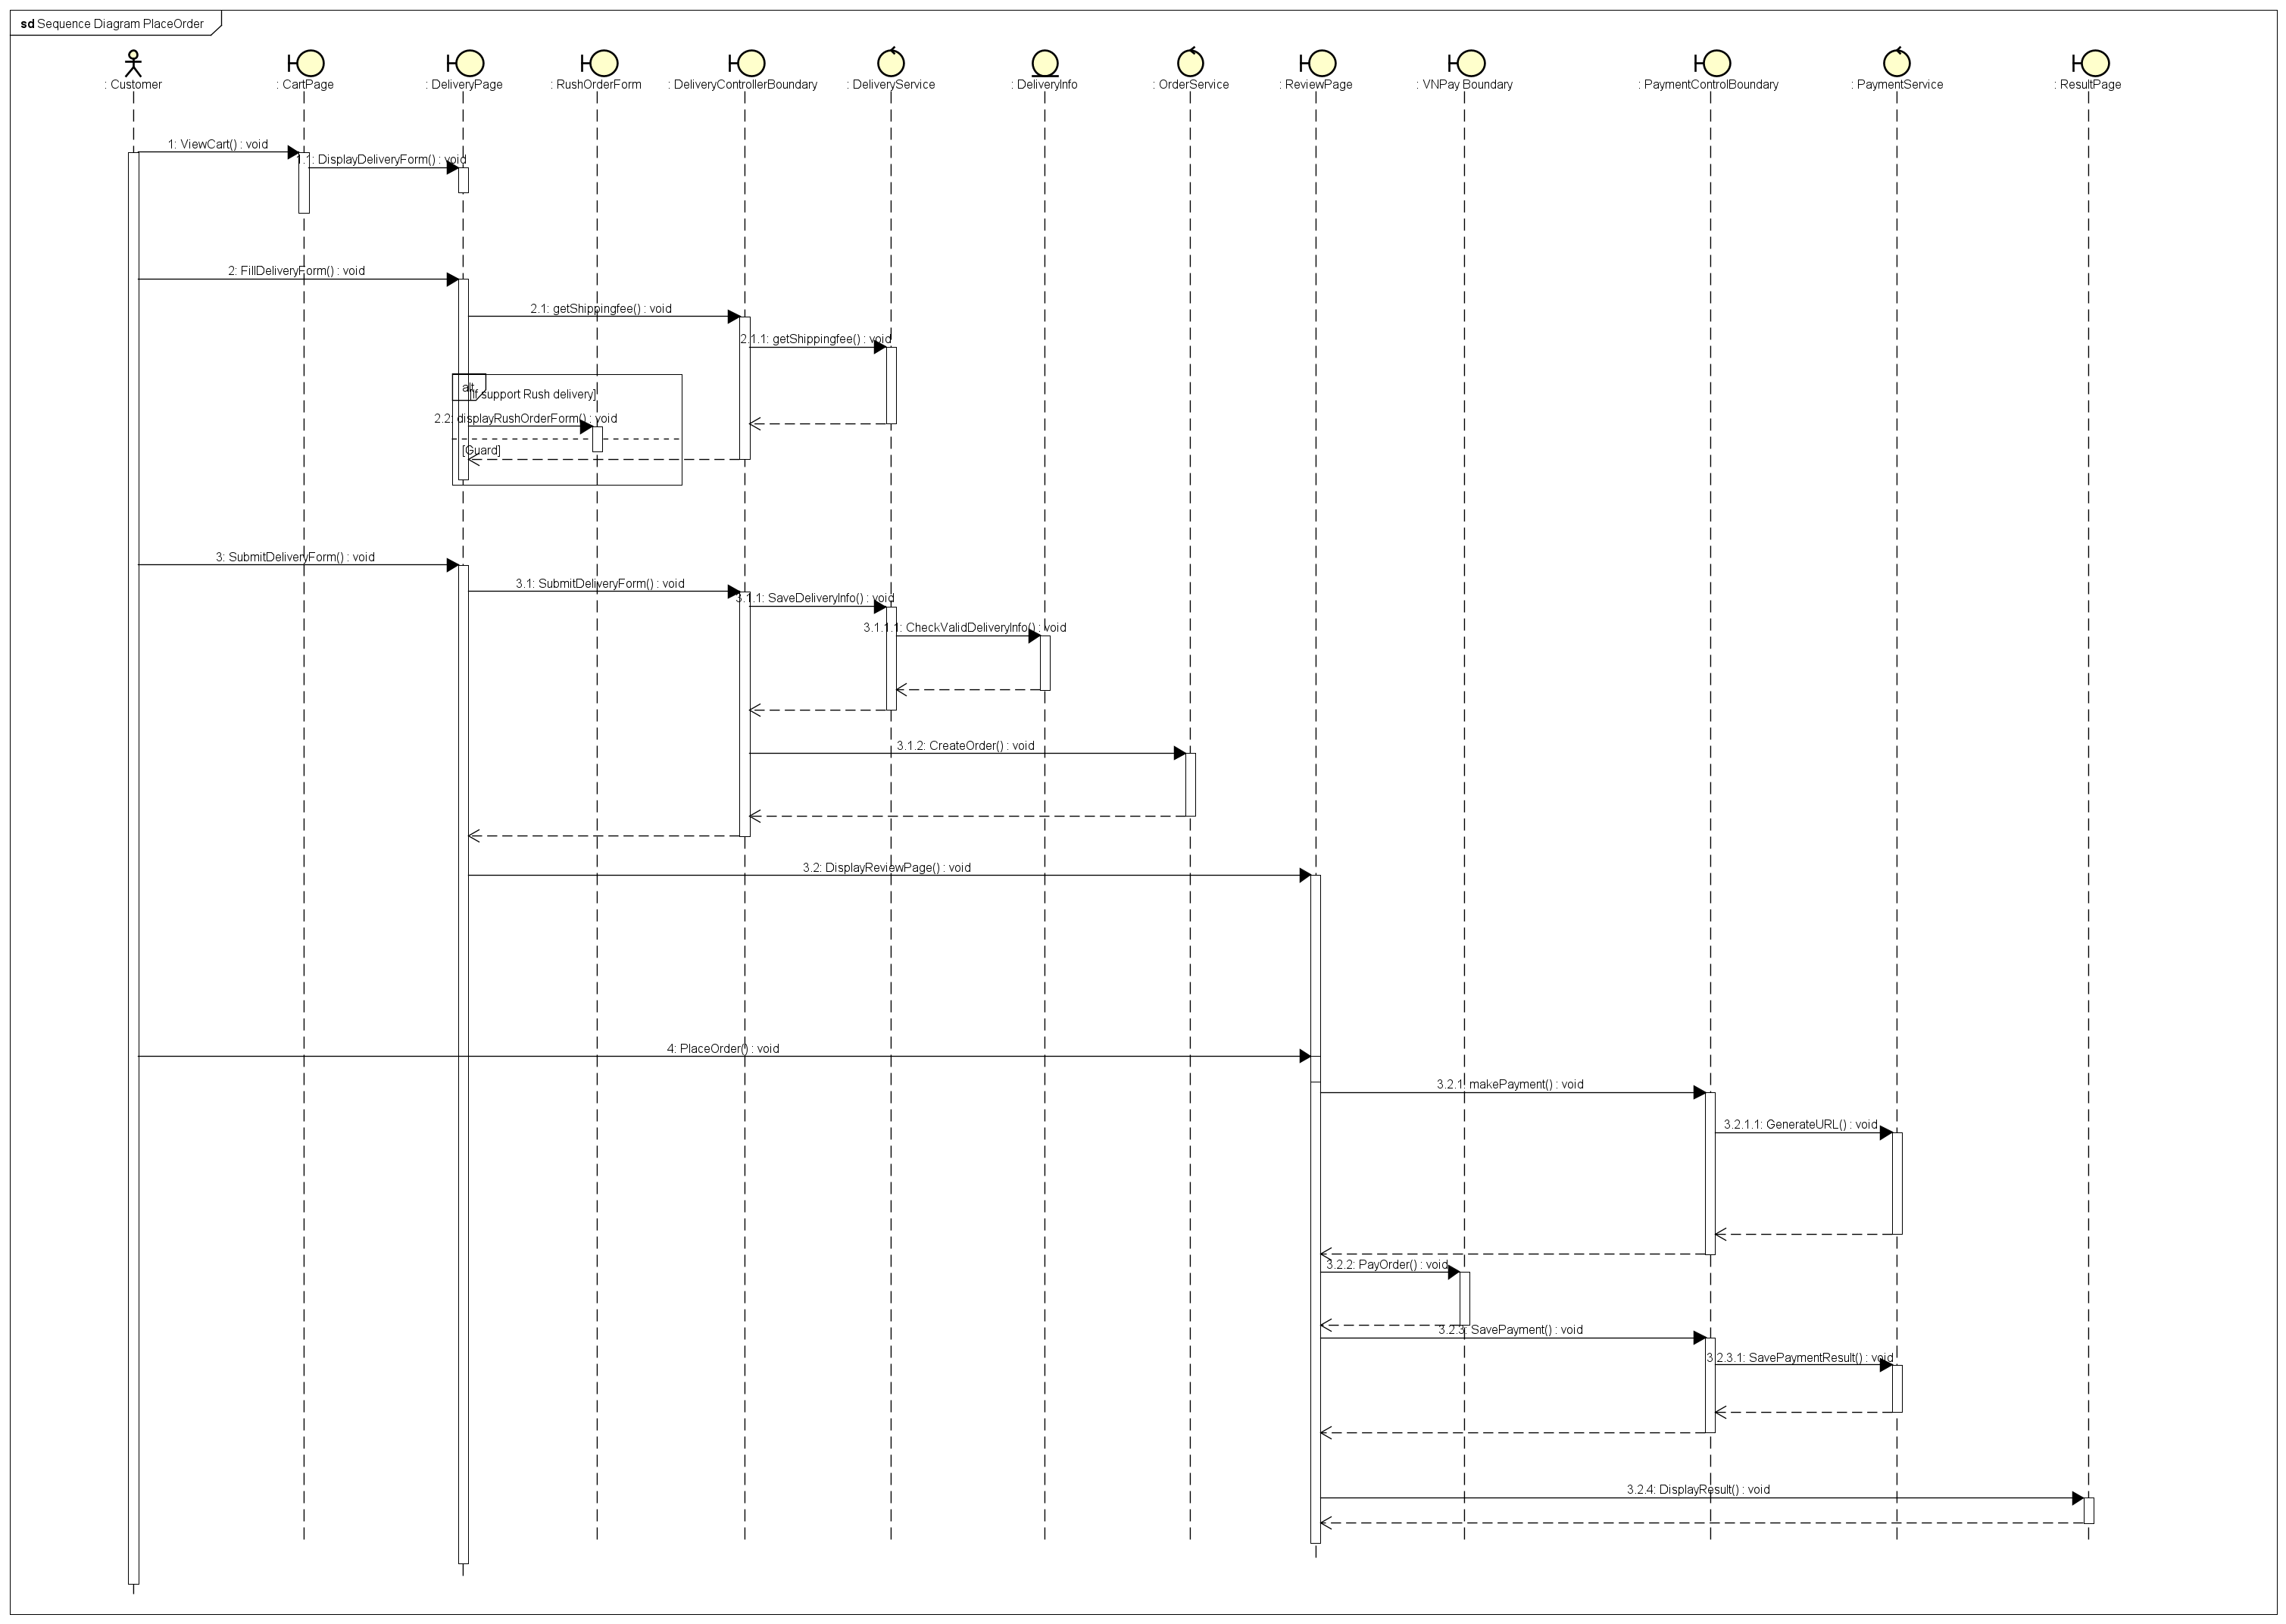 sd Sequence Diagram PlaceOrder
: Customer
: CartPage
: DeliveryPage
: RushOrderForm
: DeliveryControllerBoundary
: DeliveryService
: DeliveryInfo
: OrderService
: ReviewPage
: VNPay Boundary
: PaymentControlBoundary
: PaymentService
: ResultPage
1: ViewCart() : void
1.1: DisplayDeliveryForm() : void
2: FillDeliveryForm() : void
2.1: getShippingfee() : void
2.1.1: getShippingfee() : void
alt
[If support Rush delivery]
2.2: displayRushOrderForm() : void
[Guard]
3: SubmitDeliveryForm() : void
3.1: SubmitDeliveryForm() : void
3.1.1: SaveDeliveryInfo() : void
3.1.1.1: CheckValidDeliveryInfo() : void
3.1.2: CreateOrder() : void
3.2: DisplayReviewPage() : void
4: PlaceOrder() : void
3.2.1: makePayment() : void
3.2.1.1: GenerateURL() : void
3.2.2: PayOrder() : void
3.2.3: SavePayment() : void
3.2.3.1: SavePaymentResult() : void
3.2.4: DisplayResult() : void